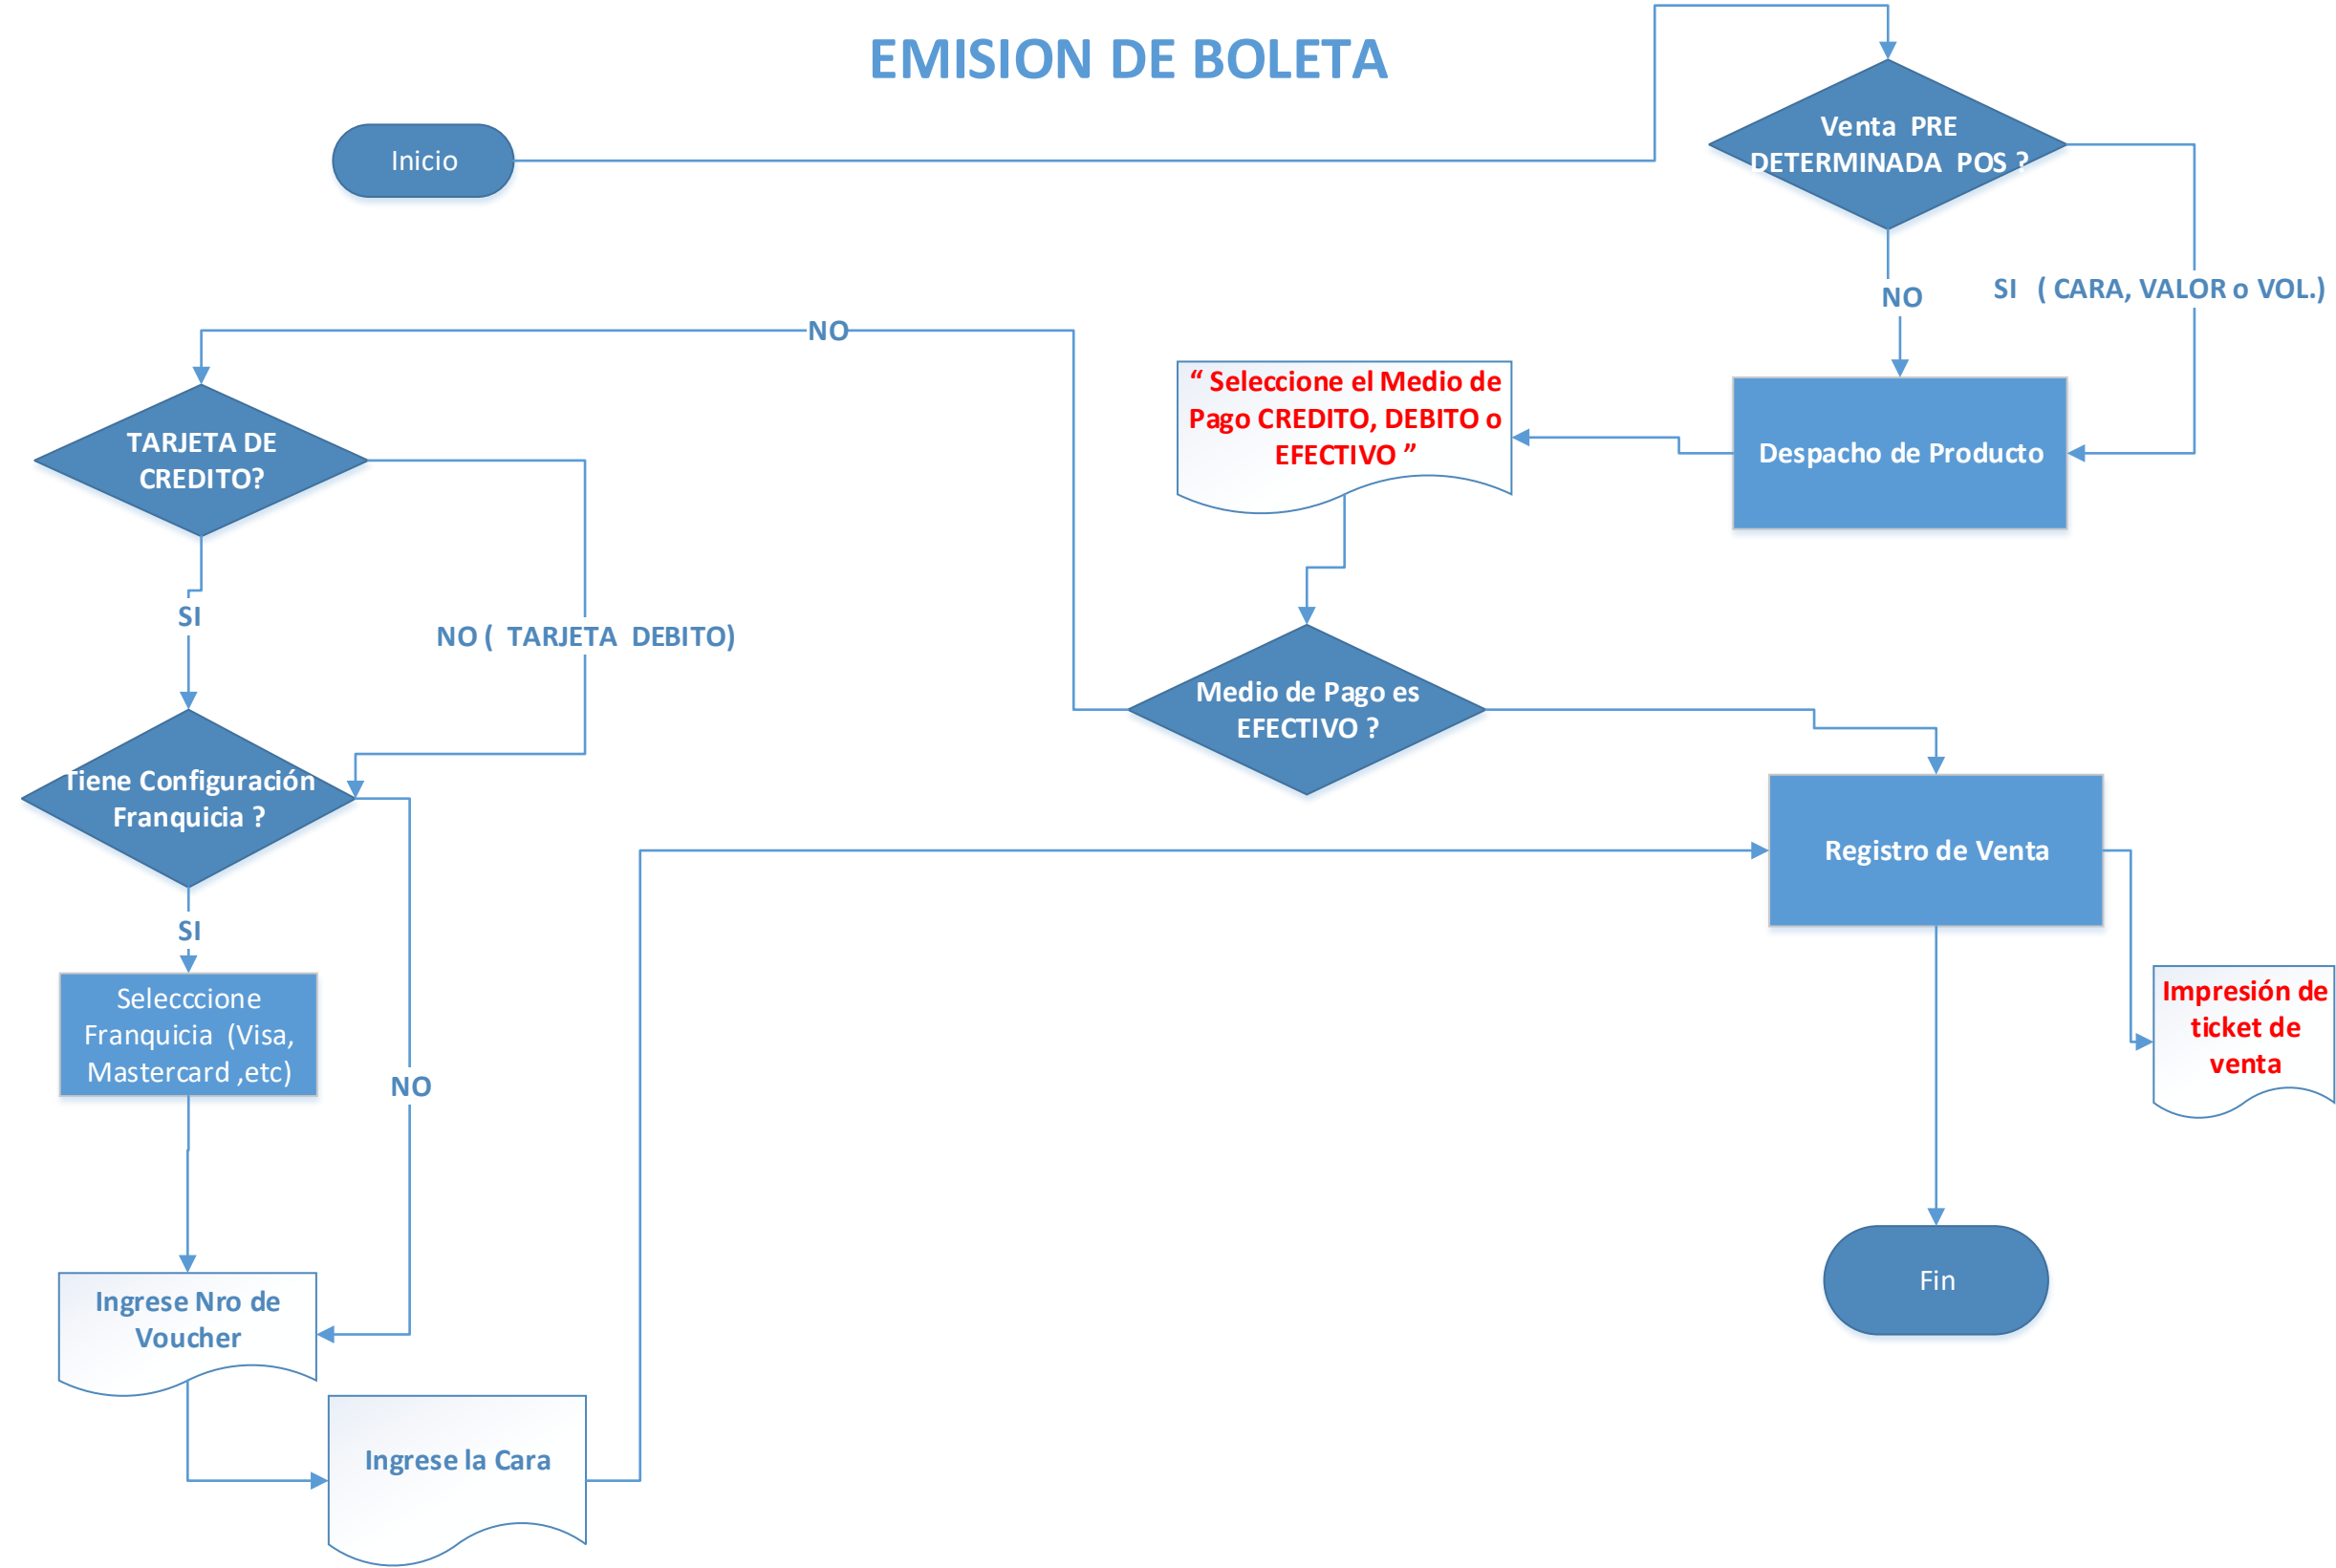 EMISION DE BOLETA
Inicio
Venta PRE
DETERMINADA POS ?
NO
SI ( CARA, VALOR o VOL.)
Despacho de Producto
“ Seleccione el Medio de
Pago CREDITO, DEBITO o
EFECTIVO ”
Medio de Pago es
EFECTIVO ?
NO
TARJETA DE
CREDITO?
SI
NO ( TARJETA DEBITO)
Tiene Configuración
Franquicia ?
SI
NO
Selecccione
Franquicia (Visa,
Mastercard ,etc)
Ingrese Nro de
Voucher
Ingrese la Cara
Registro de Venta
Impresión de
ticket de
venta
Fin